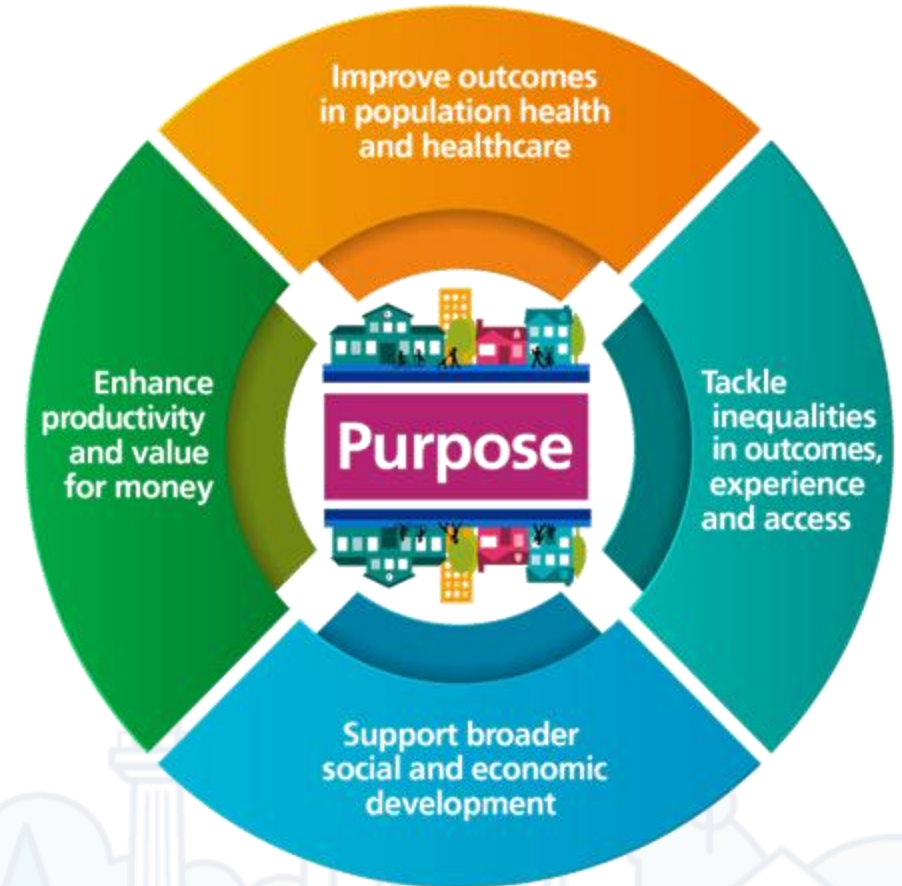 Improve outcomes
in population health
and healthcare
Tackle
inequalities
in outcomes,
experience
and access
Support broader
social and economic
development
Enhance
productivity
and value
for money
Purpose